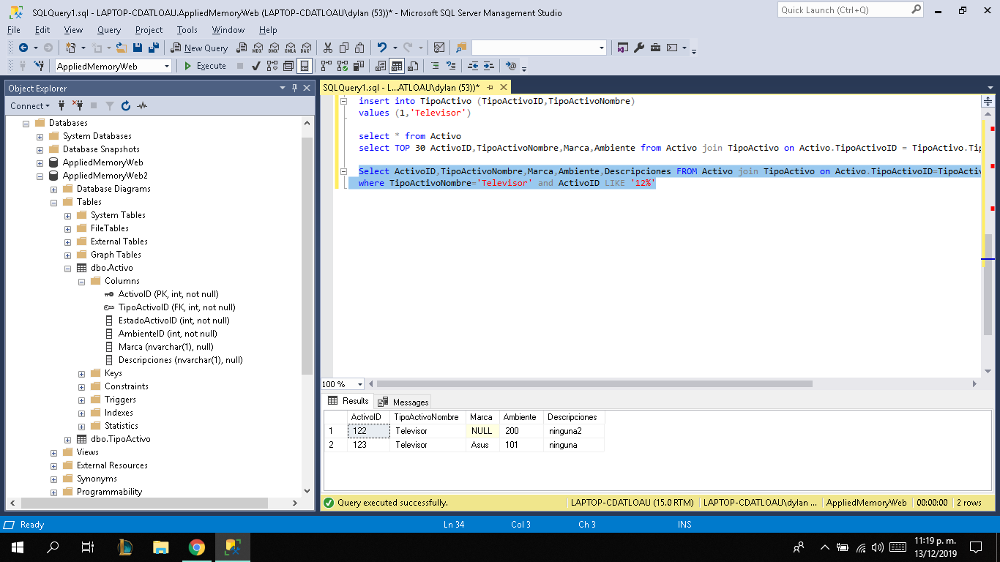 SQLQuery1.sql - LAPTOP-CDATLOAU.AppliedMemoryWeb (LAPTOP-CDATLOAU\dylan (53))* - Microsoft SQL Server Management Studio
Quick Launch (Ctrl+Q)
File Edit View Query Project Tools Window Help
New Query MDX DMX XMLA DAX
AppliedMemoryWeb Execute
Object Explorer
SQLQuery1.sql - L...ATLOAU\dylan (53))*
Connect
Databases
System Databases
Database Snapshots
AppliedMemoryWeb
AppliedMemoryWeb2
Database Diagrams
Tables
System Tables
FileTables
External Tables
Graph Tables
dbo.Activo
Columns
ActivoID (PK, int, not null)
TipoActivoID (FK, int, not null)
EstadoActivoID (int, not null)
AmbienteID (int, not null)
Marca (nvarchar(1), null)
Descripciones (nvarchar(1), null)
Keys
Constraints
Triggers
Indexes
Statistics
dbo.TipoActivo
Views
External Resources
Synonyms
Programmability
insert into TipoActivo (TipoActivoID,TipoActivoNombre)
values (1,'Televisor')
select * from Activo
select TOP 30 ActivoID,TipoActivoNombre,Marca,Ambiente from Activo join TipoActivo on Activo.TipoActivoID = TipoActivo.Tip
Select ActivoID,TipoActivoNombre,Marca,Ambiente,Descripciones FROM Activo join TipoActivo on Activo.TipoActivoID=TipoActiv
where TipoActivoNombre='Televisor' and ActivoID LIKE '12%'
100 %
Results Messages
ActivoID TipoActivoNombre Marca Ambiente Descripciones
1 122 Televisor NULL 200 ninguna2
2 123 Televisor Asus 101 ninguna
Query executed successfully. LAPTOP-CDATLOAU (15.0 RTM) LAPTOP-CDATLOAU\dylan ... AppliedMemoryWeb 00:00:00 2 rows
Ready Ln 34 Col 3 Ch 3 INS
11:19 p. m.
13/12/2019